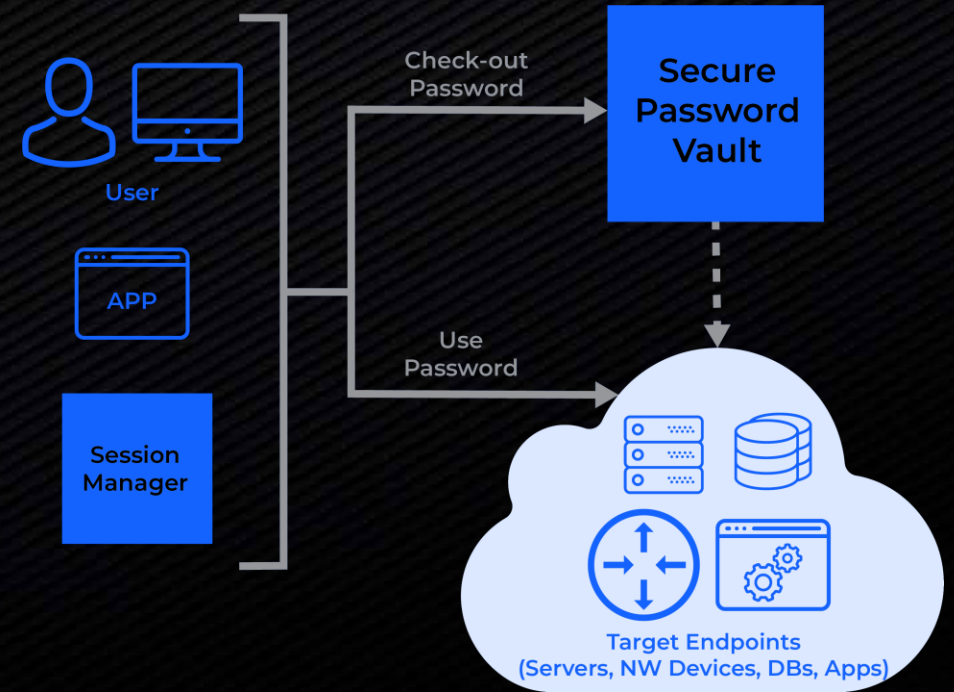 User
APP
Session
Manager
Check-out
Password
Use
Password
Secure
Password
Vault
Target Endpoints
(Servers, NW Devices, DBs, Apps)